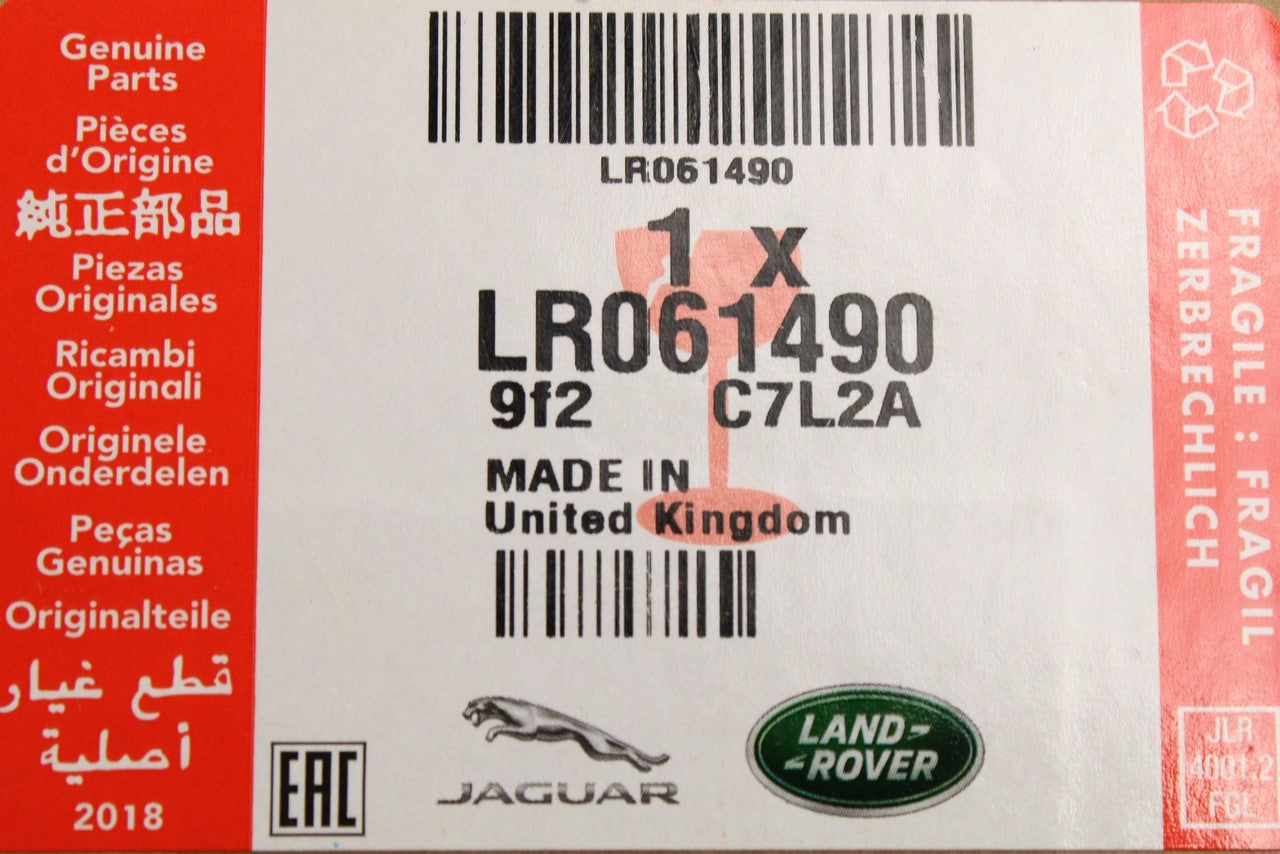 Genuine
Parts
Pièces
d'Origine
純正部品
Piezas
Originales
Ricambi
Originali
Originele
Onderdelen
Peças
Genuinas
Originalteile
قطع غيار
أصلية
2018
LR061490
1 x
LR061490
9f2 C7L2A
MADE IN
United Kingdom
EAC
JAGUAR
LAND-
-ROVER
FRAGILE : FRAGIL
ZERBRECHLICH
JLR
4001.2
FGL